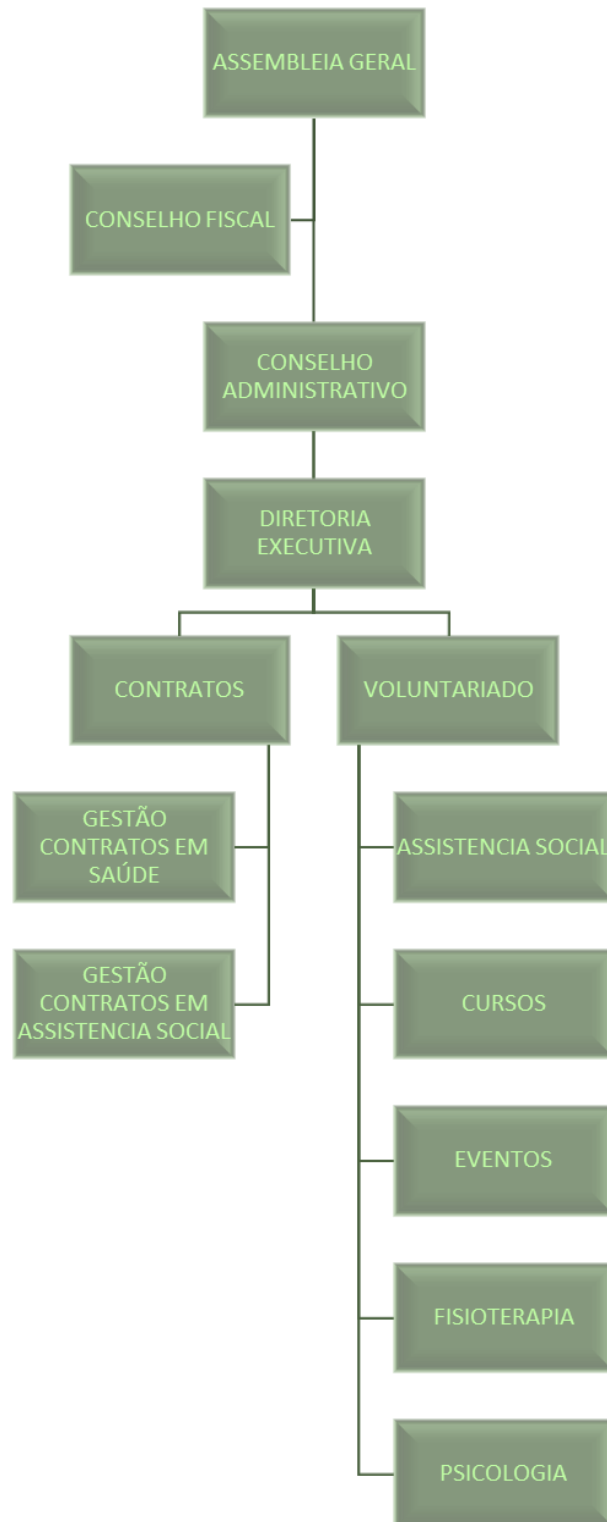 ASSEMBLEIA GERAL
CONSELHO FISCAL
CONSELHO
ADMINISTRATIVO
DIRETORIA
EXECUTIVA
CONTRATOS
VOLUNTARIADO
GESTÃO
CONTRATOS EM
SAÚDE
GESTÃO
CONTRATOS EM
ASSISTENCIA SOCIAL
ASSISTENCIA SOCIAL
CURSOS
EVENTOS
FISIOTERAPIA
PSICOLOGIA